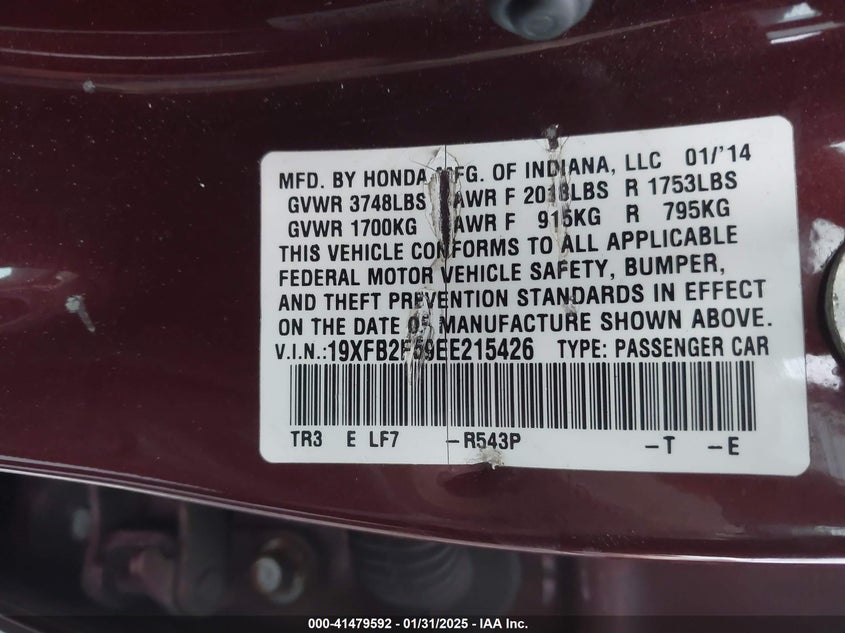 MFD. BY HONDA MFG. OF INDIANA, LLC 01/'14
GVWR 3748LBS GAWR F 2018LBS R 1753LBS
GVWR 1700KG GAWR F 915KG R 795KG
THIS VEHICLE CONFORMS TO ALL APPLICABLE
FEDERAL MOTOR VEHICLE SAFETY, BUMPER,
AND THEFT PREVENTION STANDARDS IN EFFECT
ON THE DATE OF MANUFACTURE SHOWN ABOVE.
V.I.N.:19XFB2F59EE215426 TYPE: PASSENGER CAR
TR3 E LF7 –R543P –T –E
000-41479592 - 01/31/2025 - IAA Inc.